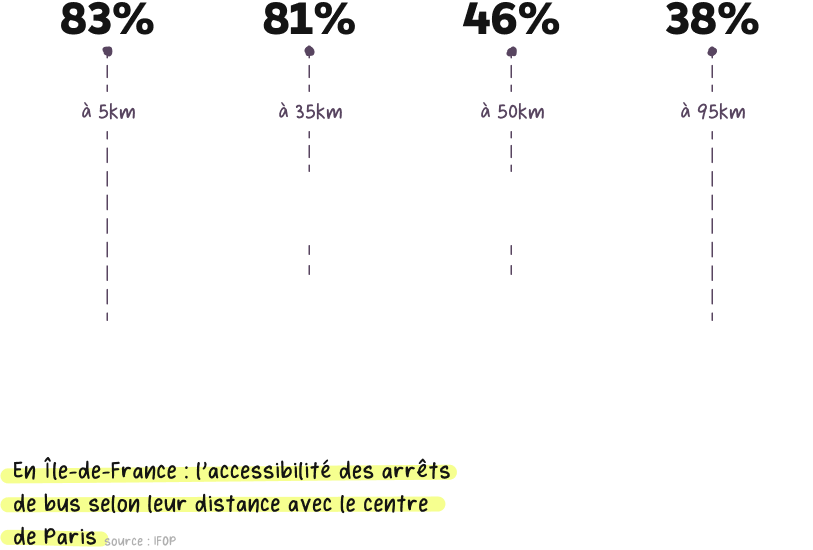 83% 81% 46% 38%
à 5km à 35km à 50km à 95km
En Île-de-France : l'accessibilité des arrêts
de bus selon leur distance avec le centre
de Paris source : IFOP